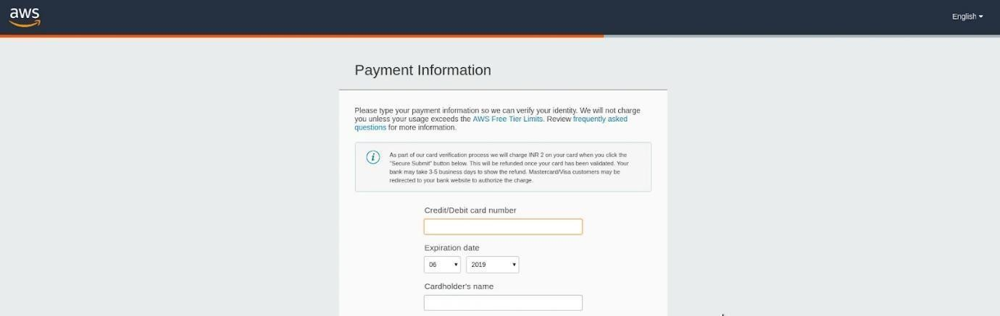 aws
English
Payment Information
Please type your payment information so we can verify your identity. We will not charge
you unless your usage exceeds the AWS Free Tier Limits. Review frequently asked
questions for more information.
i
As part of our card verification process we will charge INR 2 on your card when you click the
"Secure Submit" button below. This will be refunded once your card has been validated. Your
bank may take 3-5 business days to show the refund. Mastercard/Visa customers may be
redirected to your bank website to authorize the charge.
Credit/Debit card number
Expiration date
06 2019
Cardholder's name